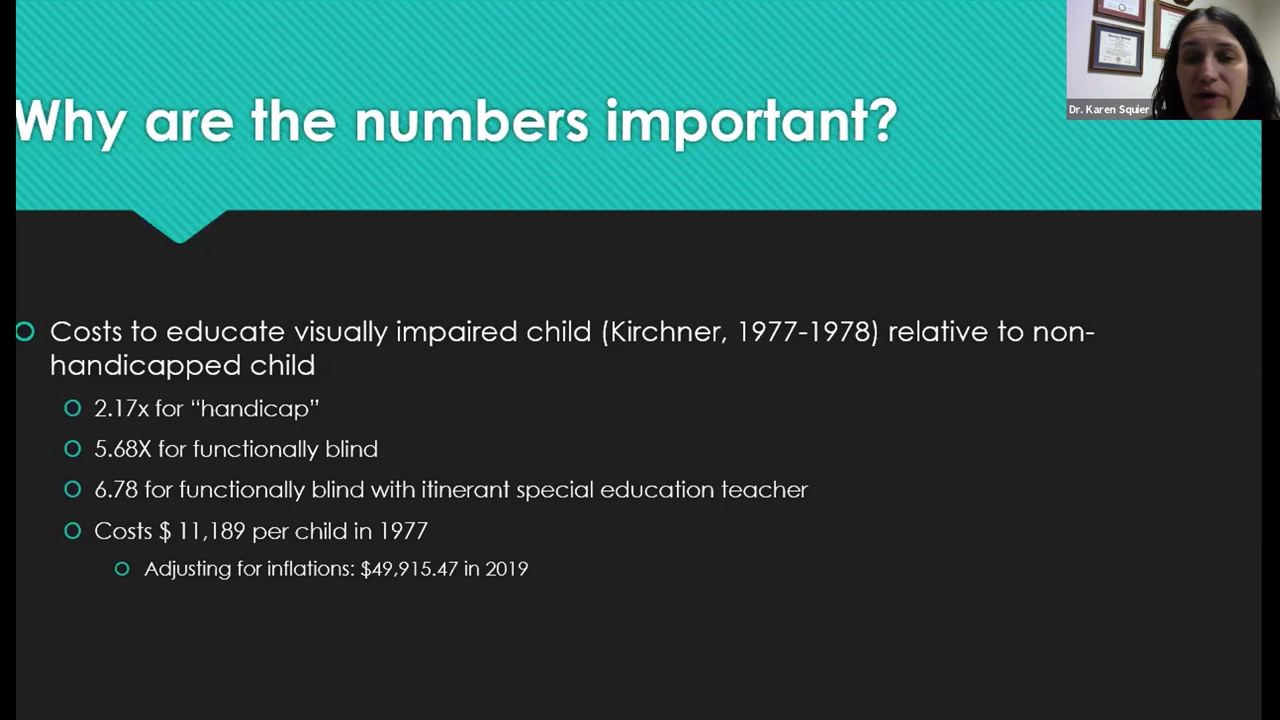 Why are the numbers important?
Dr. Karen Squier
Costs to educate visually impaired child (Kirchner, 1977-1978) relative to non-
handicapped child
2.17x for “handicap”
5.68X for functionally blind
6.78 for functionally blind with itinerant special education teacher
Costs $ 11,189 per child in 1977
Adjusting for inflations: $49,915.47 in 2019